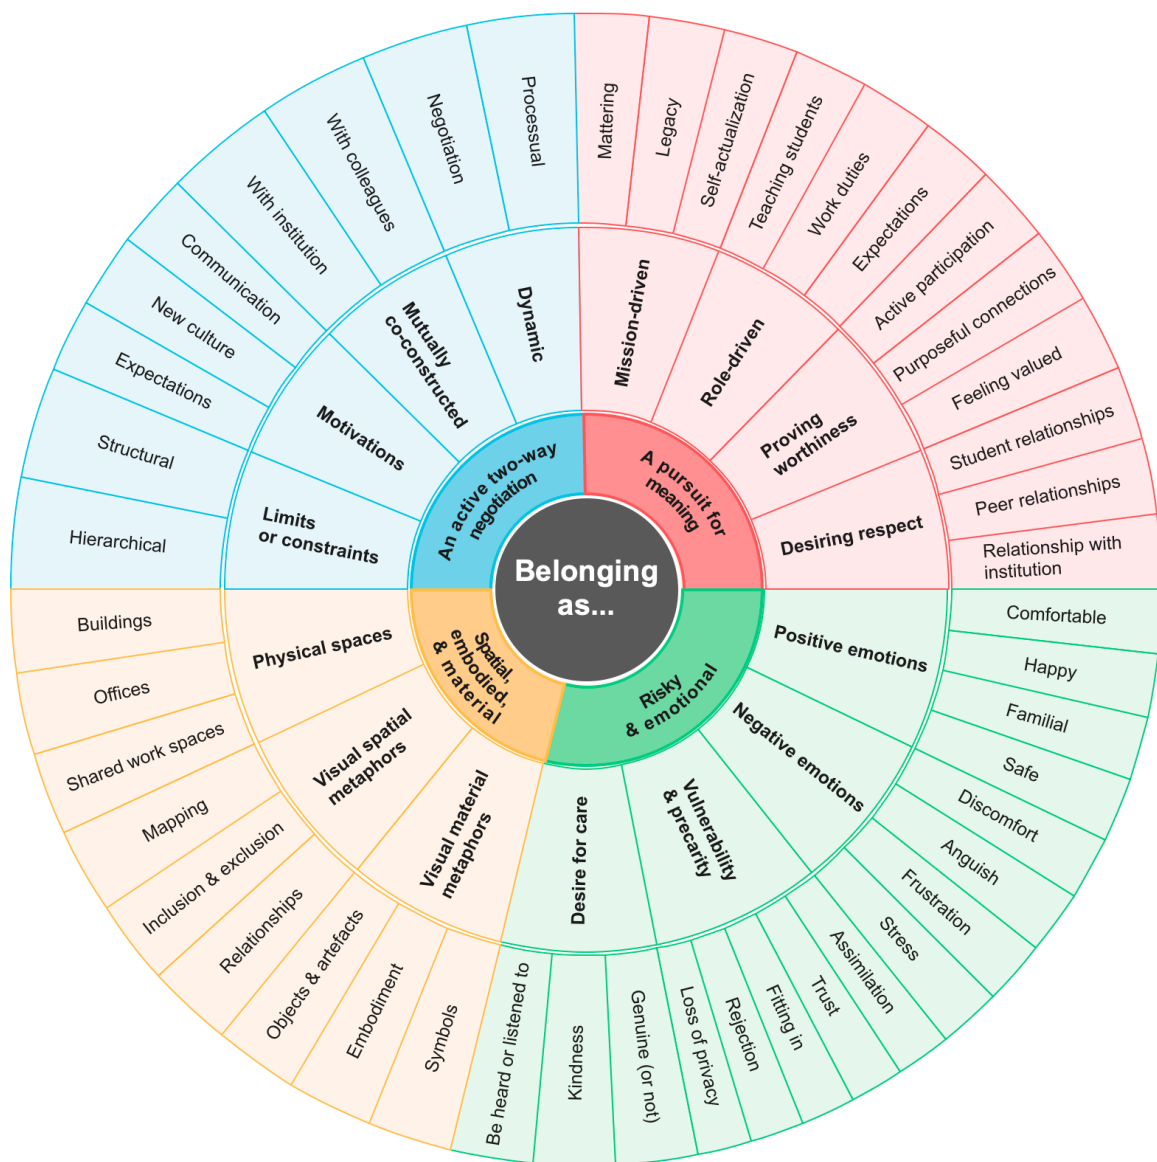 Belonging
as...
A pursuit for
meaning
Mission-driven
Mattering
Legacy
Self-actualization
Role-driven
Teaching students
Work duties
Expectations
Proving
worthiness
Active participation
Purposeful connections
Feeling valued
Desiring respect
Student relationships
Peer relationships
Relationship with
institution
Risky
& emotional
Positive emotions
Comfortable
Happy
Familial
Safe
Negative emotions
Discomfort
Anguish
Frustration
Stress
Vulnerability
& precarity
Assimilation
Trust
Fitting in
Rejection
Loss of privacy
Desire for care
Genuine (or not)
Kindness
Be heard or listened to
Spatial,
embodied,
& material
Visual material
metaphors
Symbols
Embodiment
Objects & artefacts
Visual spatial
metaphors
Relationships
Inclusion & exclusion
Mapping
Physical spaces
Shared work spaces
Offices
Buildings
An active two-way
negotiation
Limits
or constraints
Hierarchical
Structural
Motivations
Expectations
New culture
Communication
Mutually
co-constructed
With institution
With colleagues
Dynamic
Negotiation
Processual